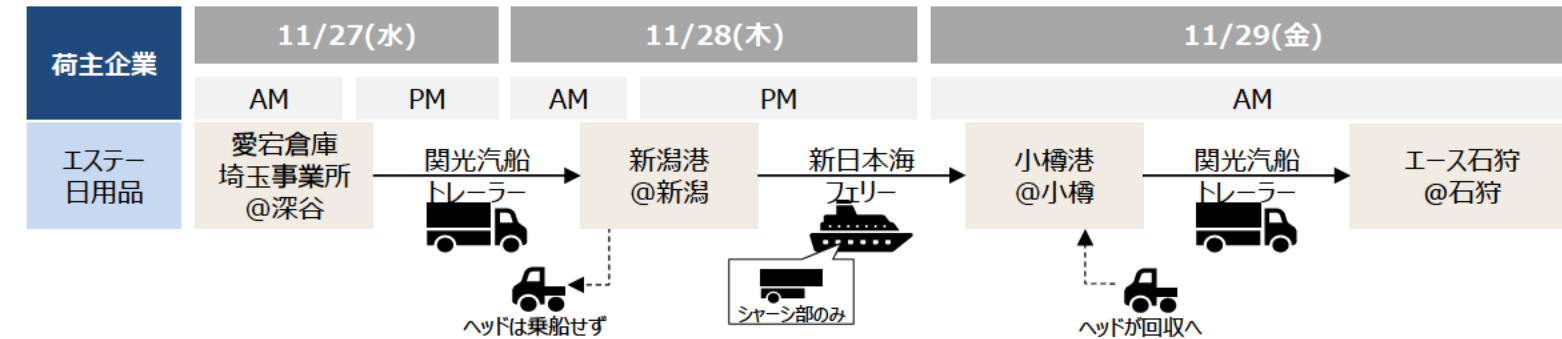 荷主企業
11/27(水)
11/28(木)
11/29(金)
AM
PM
AM
PM
AM
エステー
日用品
愛宕倉庫
埼玉事業所
@深谷
関光汽船
トレーラー
新潟港
@新潟
新日本海
フェリー
小樽港
@小樽
関光汽船
トレーラー
エース石狩
@石狩
ヘッドは乗船せず
シャーシ部のみ
ヘッドが回収へ